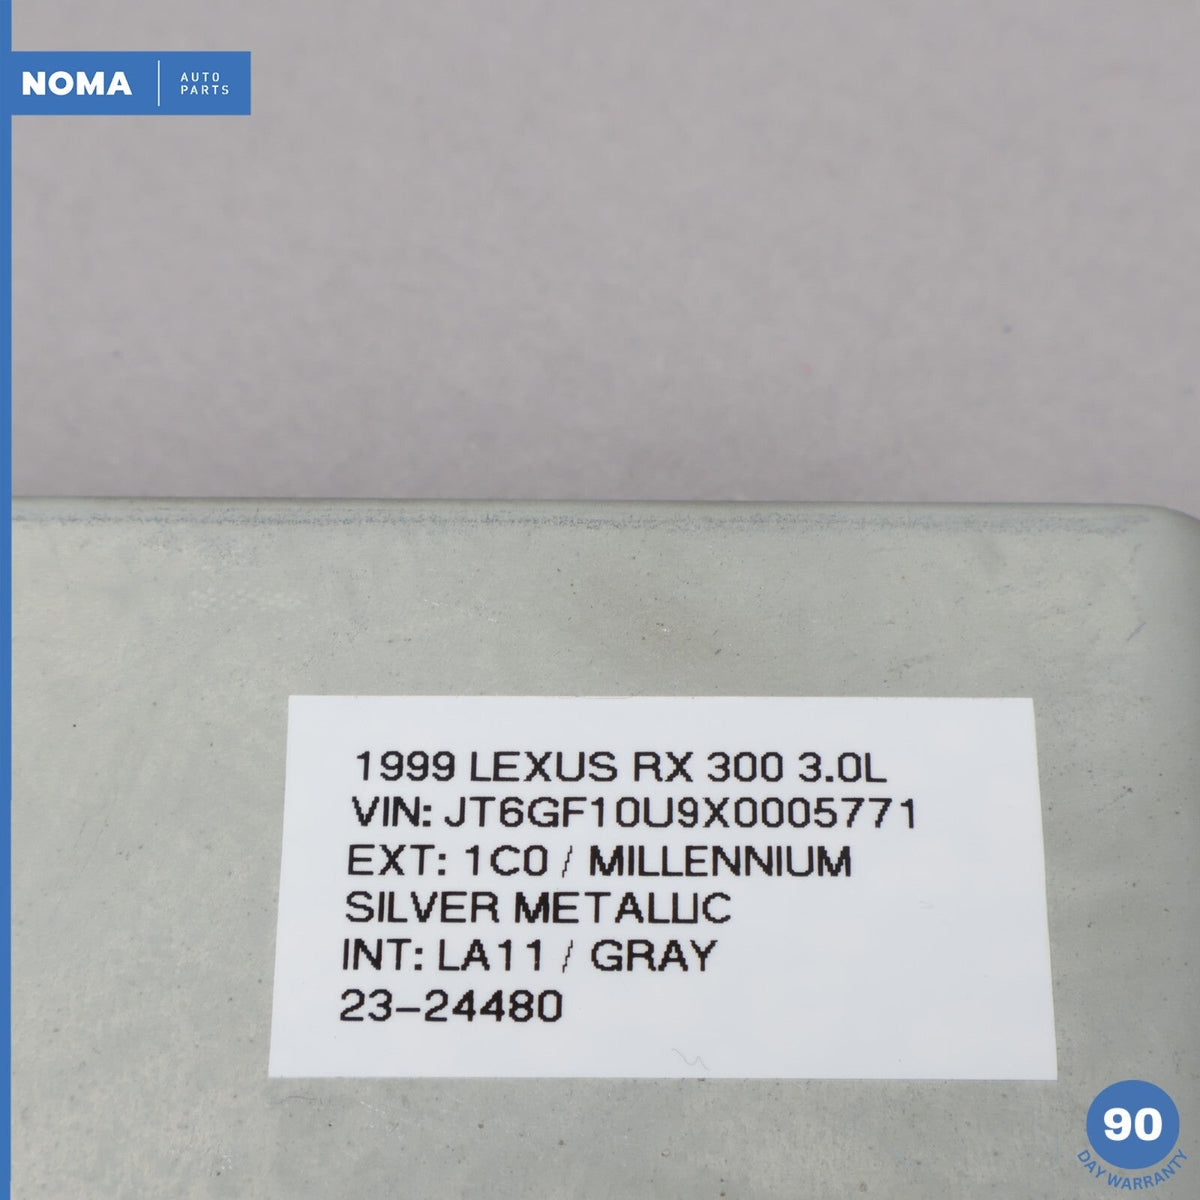 NOMA
AUTO
PARTS
1999 LEXUS RX 300 3.0L
VIN: JT6GF10U9X0005771
EXT: 1C0 / MILLENNIUM
SILVER METALLIC
INT: LA11 / GRAY
23-24480
90
DAY WARRANTY